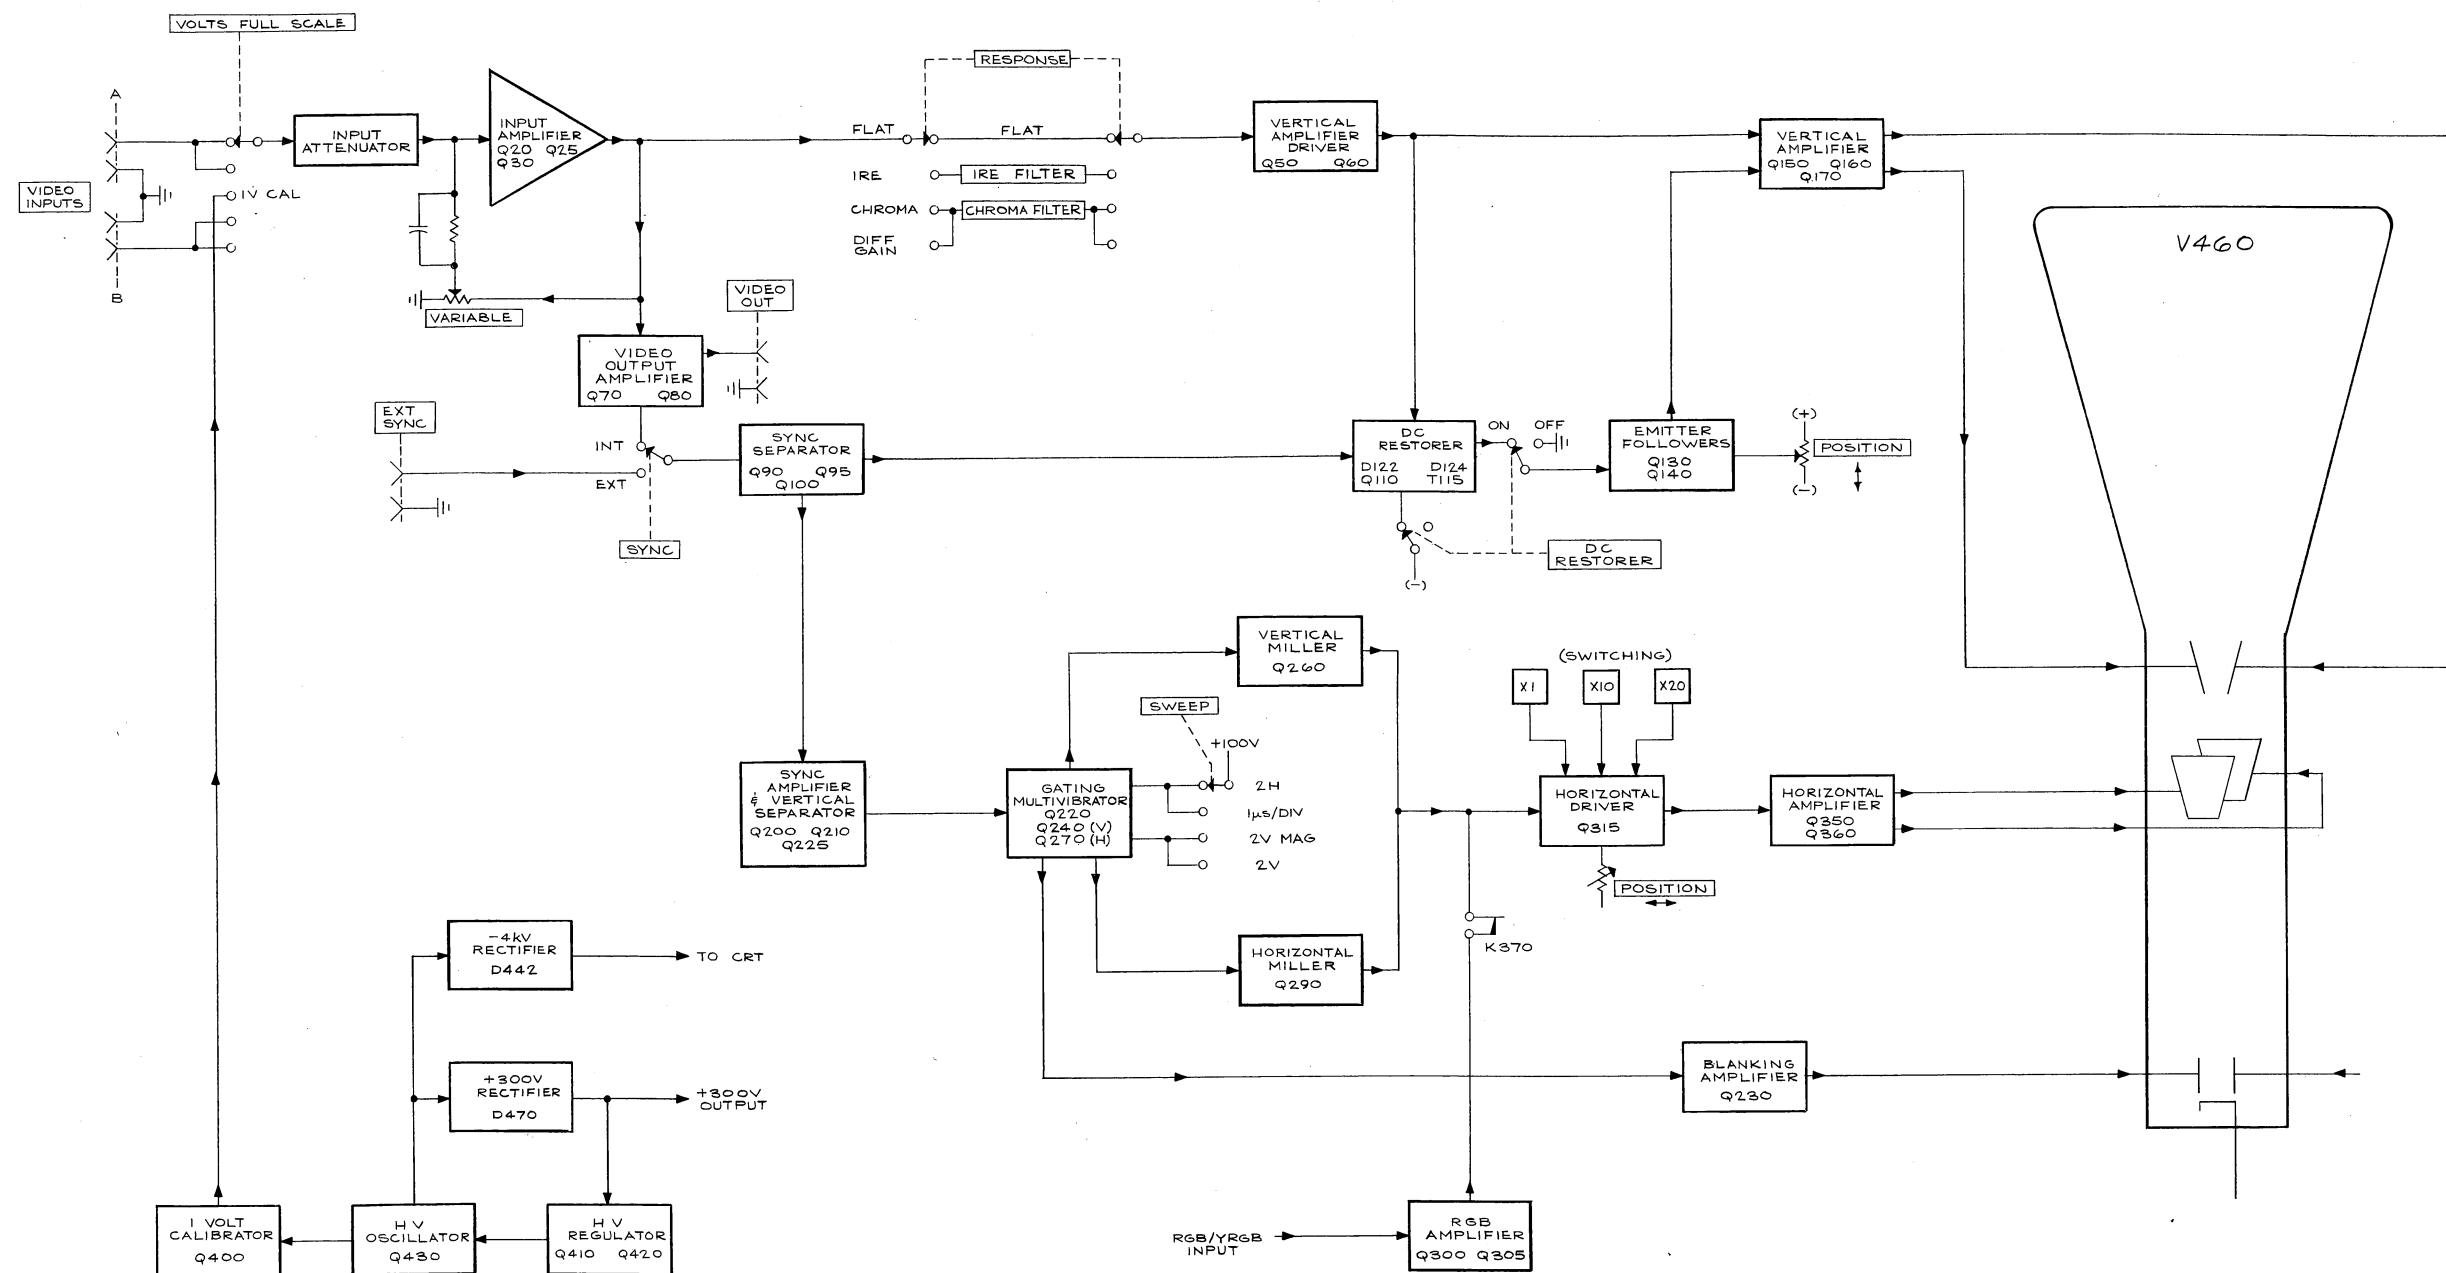 VOLTS FULL SCALE
A
VIDEO
INPUTS
B
1V CAL
INPUT
ATTENUATOR
INPUT
AMPLIFIER
Q20 Q25
Q30
VARIABLE
RESPONSE
FLAT
FLAT
IRE
IRE FILTER
CHROMA
CHROMA FILTER
DIFF
GAIN
VERTICAL
AMPLIFIER
DRIVER
Q50 Q60
VERTICAL
AMPLIFIER
Q150 Q160
Q170
V460
VIDEO
OUT
VIDEO
OUTPUT
AMPLIFIER
Q70 Q80
EXT
SYNC
INT
EXT
SYNC
SYNC
SEPARATOR
Q90 Q95
Q100
DC
RESTORER
D122 D124
Q110 T115
ON OFF
(-)
DC
RESTORER
EMITTER
FOLLOWERS
Q130
Q140
(+)
POSITION
(-)
VERTICAL
MILLER
Q260
(SWITCHING)
X1
X10
X20
SWEEP
+100V
2H
1µs/DIV
2V MAG
2V
SYNC
AMPLIFIER
& VERTICAL
SEPARATOR
Q200 Q210
Q225
GATING
MULTIVIBRATOR
Q220
Q240 (V)
Q270 (H)
HORIZONTAL
DRIVER
Q315
HORIZONTAL
AMPLIFIER
Q350
Q360
POSITION
K370
HORIZONTAL
MILLER
Q290
-4kV
RECTIFIER
D442
TO CRT
+300V
RECTIFIER
D470
+300V
OUTPUT
BLANKING
AMPLIFIER
Q230
1 VOLT
CALIBRATOR
Q400
HV
OSCILLATOR
Q430
HV
REGULATOR
Q410 Q420
RGB/YRGB
INPUT
RGB
AMPLIFIER
Q300 Q305